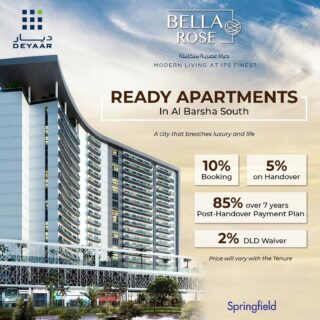 ديار
DEYAAR
BELLA
ROSE
حياة عصرية متكاملة
MODERN LIVING AT ITS FINEST
READY APARTMENTS
In Al Barsha South
A city that breathes luxury and life
10%
Booking
5%
on Handover
85% over 7 years
Post-Handover Payment Plan
2% DLD Waiver
Price will vary with the Tenure
Springfield